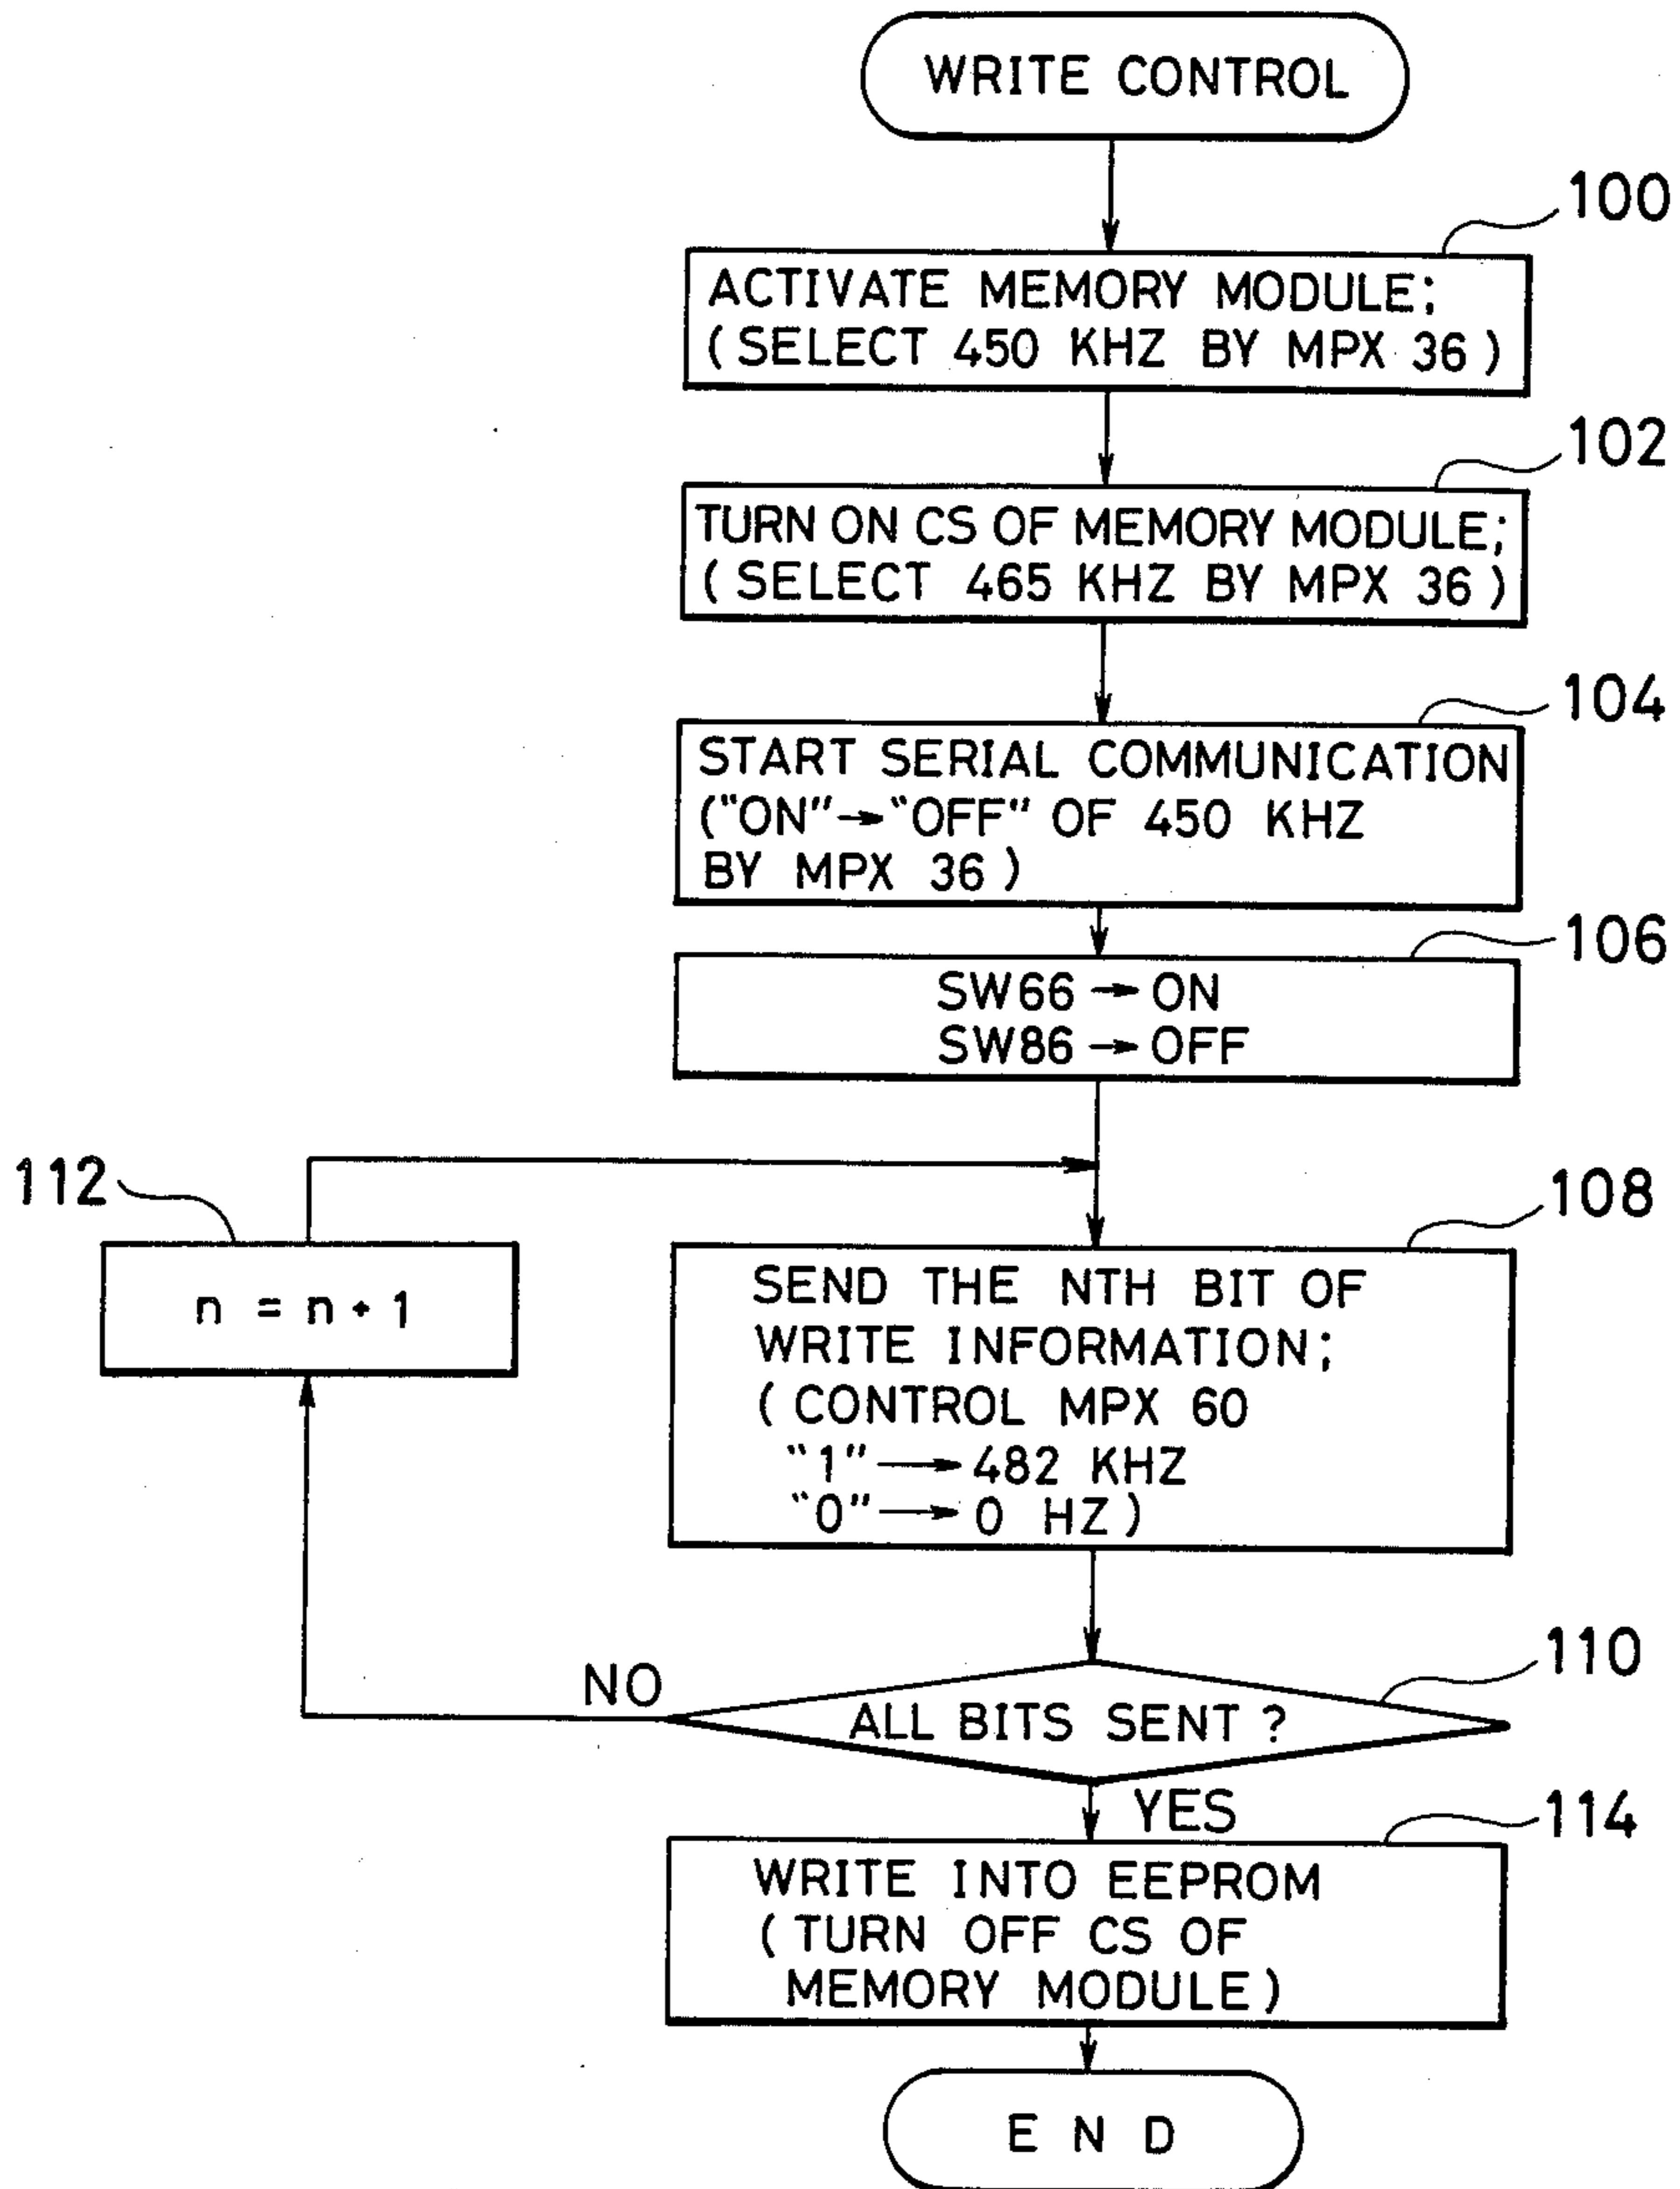 WRITE CONTROL
100
ACTIVATE MEMORY MODULE;
(SELECT 450 KHZ BY MPX 36)
102
TURN ON CS OF MEMORY MODULE;
(SELECT 465 KHZ BY MPX 36)
104
START SERIAL COMMUNICATION
("ON"→"OFF" OF 450 KHZ
BY MPX 36)
106
SW66→ON
SW86→OFF
112
n = n+1
108
SEND THE NTH BIT OF
WRITE INFORMATION;
(CONTROL MPX 60
"1"→482 KHZ
"0"→0 HZ)
110
NO
ALL BITS SENT?
YES
114
WRITE INTO EEPROM
(TURN OFF CS OF
MEMORY MODULE)
END